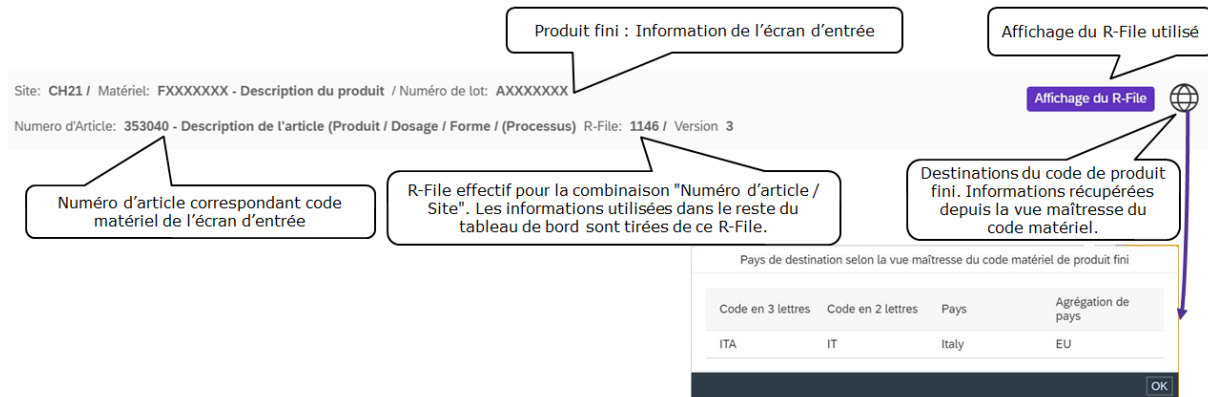 Produit fini : Information de l'écran d'entrée
Affichage du R-File utilisé
Site: CH21 / Matériel: FXXXXXXX - Description du produit / Numéro de lot: AXXXXXXX
Affichage du R-File
Numero d'Article: 353040 - Description de l'article (Produit / Dosage / Forme / (Processus) R-File: 1146 / Version 3
Numéro d'article correspondant code
matériel de l'écran d'entrée
R-File effectif pour la combinaison "Numéro d'article /
Site". Les informations utilisées dans le reste du
tableau de bord sont tirées de ce R-File.
Destinations du code de produit
fini. Informations récupérées
depuis la vue maîtresse du
code matériel.
Pays de destination selon la vue maîtresse du code matériel de produit fini
Code en 3 lettres Code en 2 lettres Pays Agrégation de
pays
ITA IT Italy EU
OK